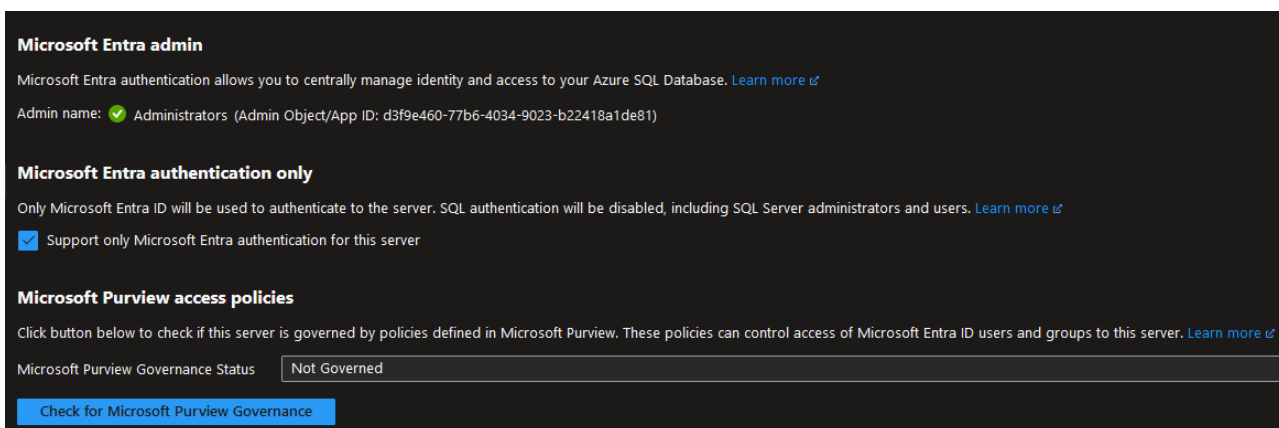 Microsoft Entra admin
Microsoft Entra authentication allows you to centrally manage identity and access to your Azure SQL Database. Learn more
Admin name: Administrators (Admin Object/App ID: d3f9e460-77b6-4034-9023-b22418a1de81)
Microsoft Entra authentication only
Only Microsoft Entra ID will be used to authenticate to the server. SQL authentication will be disabled, including SQL Server administrators and users. Learn more
Support only Microsoft Entra authentication for this server
Microsoft Purview access policies
Click button below to check if this server is governed by policies defined in Microsoft Purview. These policies can control access of Microsoft Entra ID users and groups to this server. Learn more
Microsoft Purview Governance Status Not Governed
Check for Microsoft Purview Governance